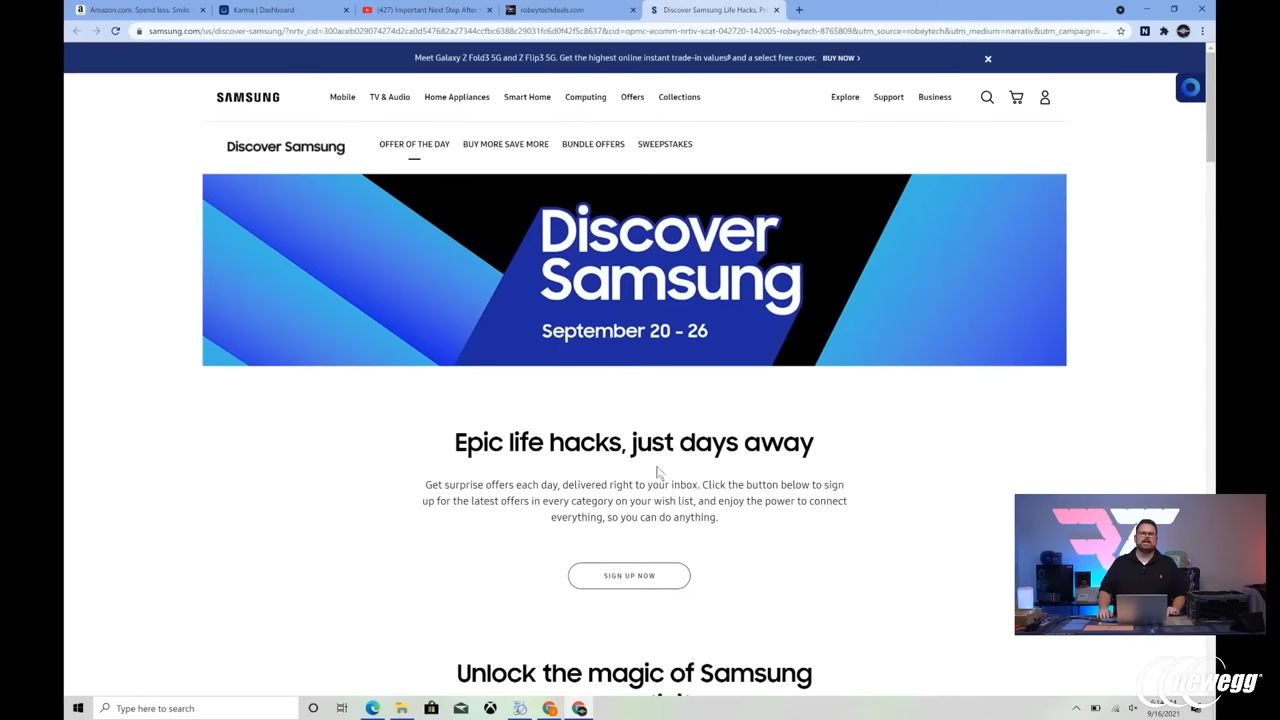 Amazon.com. Spend less. Smile
Karma | Dashboard
(427) Important Next Step After
robeytechdeals.com
Discover Samsung Life Hacks, Pr
samsung.com/us/discover-samsung/?nrtv_cid=300aceb029074274d2ca0d547682a27344ccfbc6388c29031fc6d0f42f5c8637&cid=opmc-ecomm-nrtiv-xcat-042720-142005-robeytech-8765809&utm_source=robeytech&utm_medium=narrativ&utm_campaign=...
Meet Galaxy Z Fold3 5G and Z Flip3 5G. Get the highest online instant trade-in values and a select free cover. BUY NOW >
SAMSUNG Mobile TV & Audio Home Appliances Smart Home Computing Offers Collections Explore Support Business
Discover Samsung OFFER OF THE DAY BUY MORE SAVE MORE BUNDLE OFFERS SWEEPSTAKES
Discover
Samsung
September 20 - 26
Epic life hacks, just days away
Get surprise offers each day, delivered right to your inbox. Click the button below to sign
up for the latest offers in every category on your wish list, and enjoy the power to connect
everything, so you can do anything.
SIGN UP NOW
Unlock the magic of Samsung
newegg
Type here to search
9/16/2021